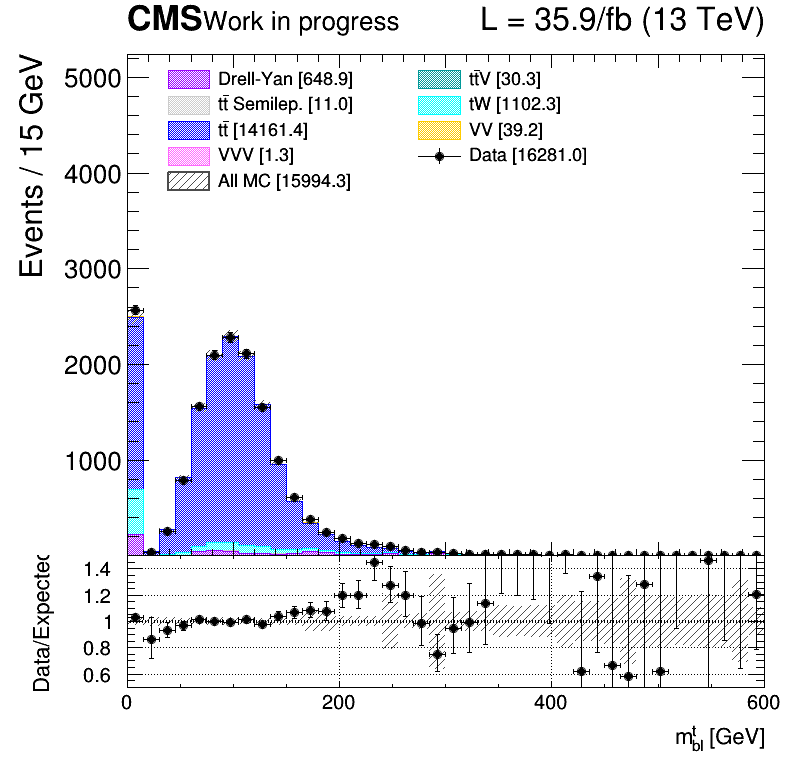 CMS Work in progress L = 35.9/fb (13 TeV)
Events / 15 GeV
5000
4000
3000
2000
1000
Drell-Yan [648.9]
tt̄ Semilep. [11.0]
tt̄ [14161.4]
VVV [1.3]
All MC [15994.3]
tt̄V [30.3]
tW [1102.3]
VV [39.2]
Data [16281.0]
Data/Expected
1.4
1.2
1
0.8
0.6
0 200 400 600
m^t_bl [GeV]